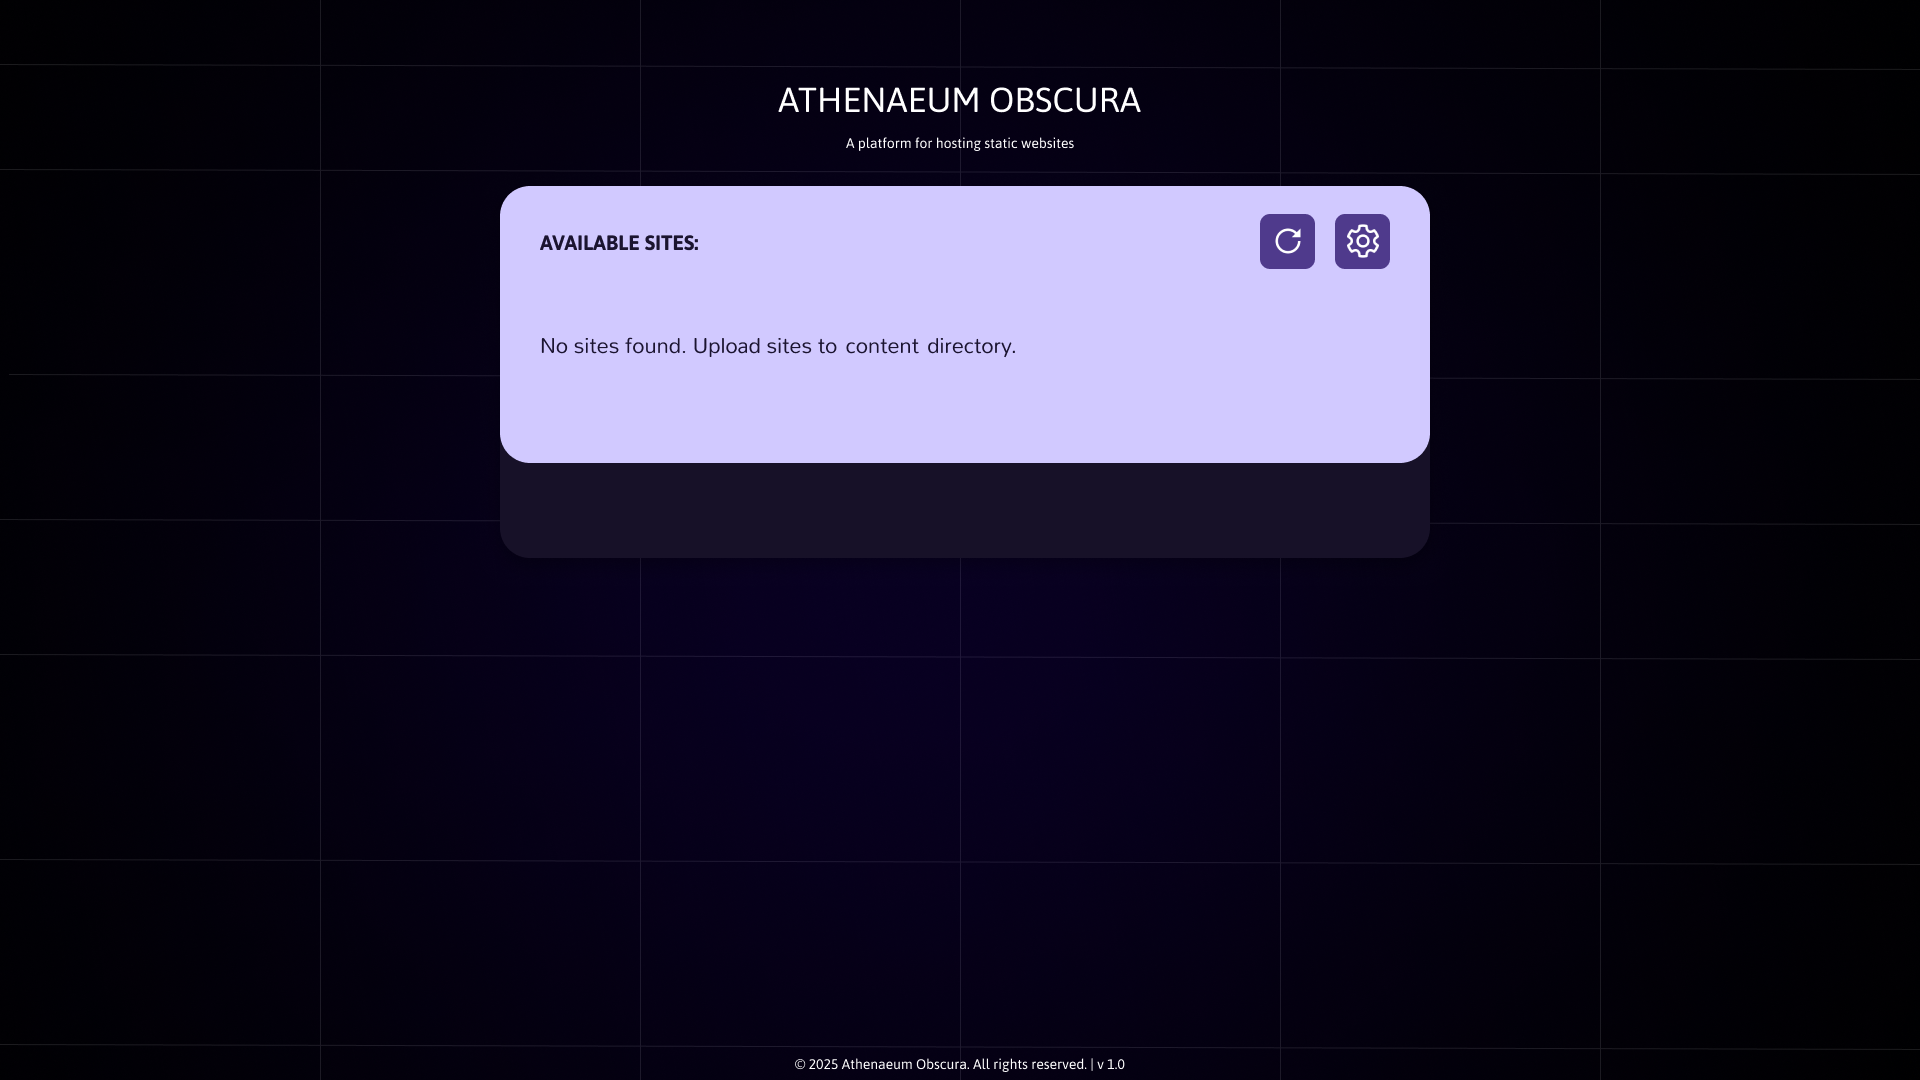 ATHENAEUM OBSCURA
A platform for hosting static websites
AVAILABLE SITES:
No sites found. Upload sites to content directory.
© 2025 Athenaeum Obscura. All rights reserved. | v 1.0